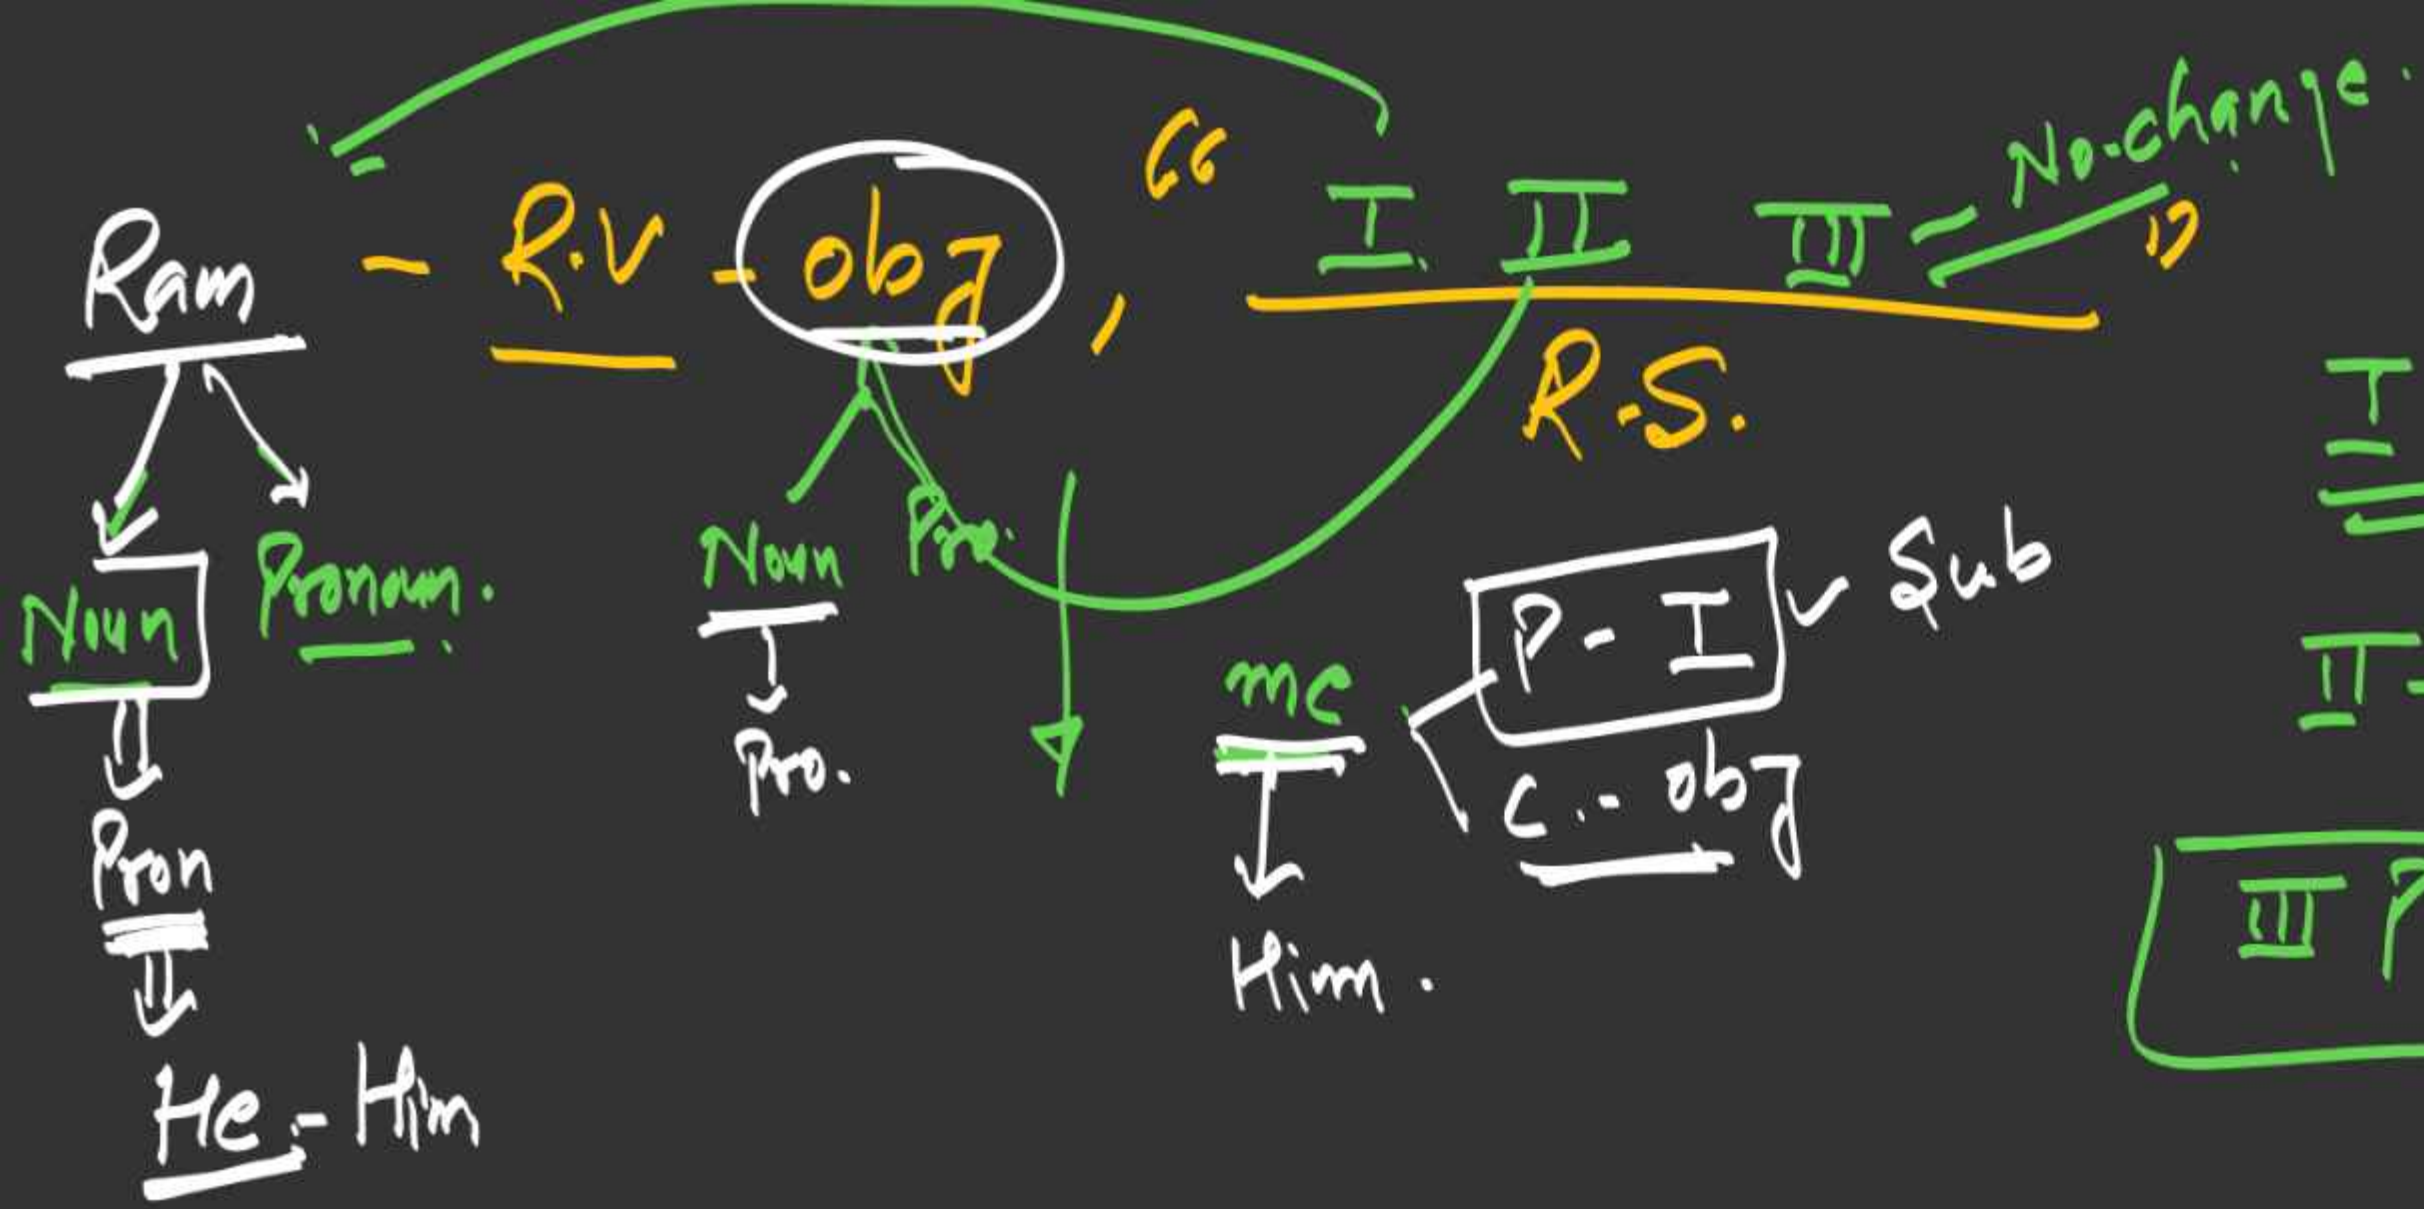 Ram - R.V - obj, “ I. II III - No-change. ”
R.S.
Noun Pronoun.
Noun Pro.
P - I ✓ Sub
me
C. - obj
Pro.
Pron
Him.
He - Him
I
II -
III P